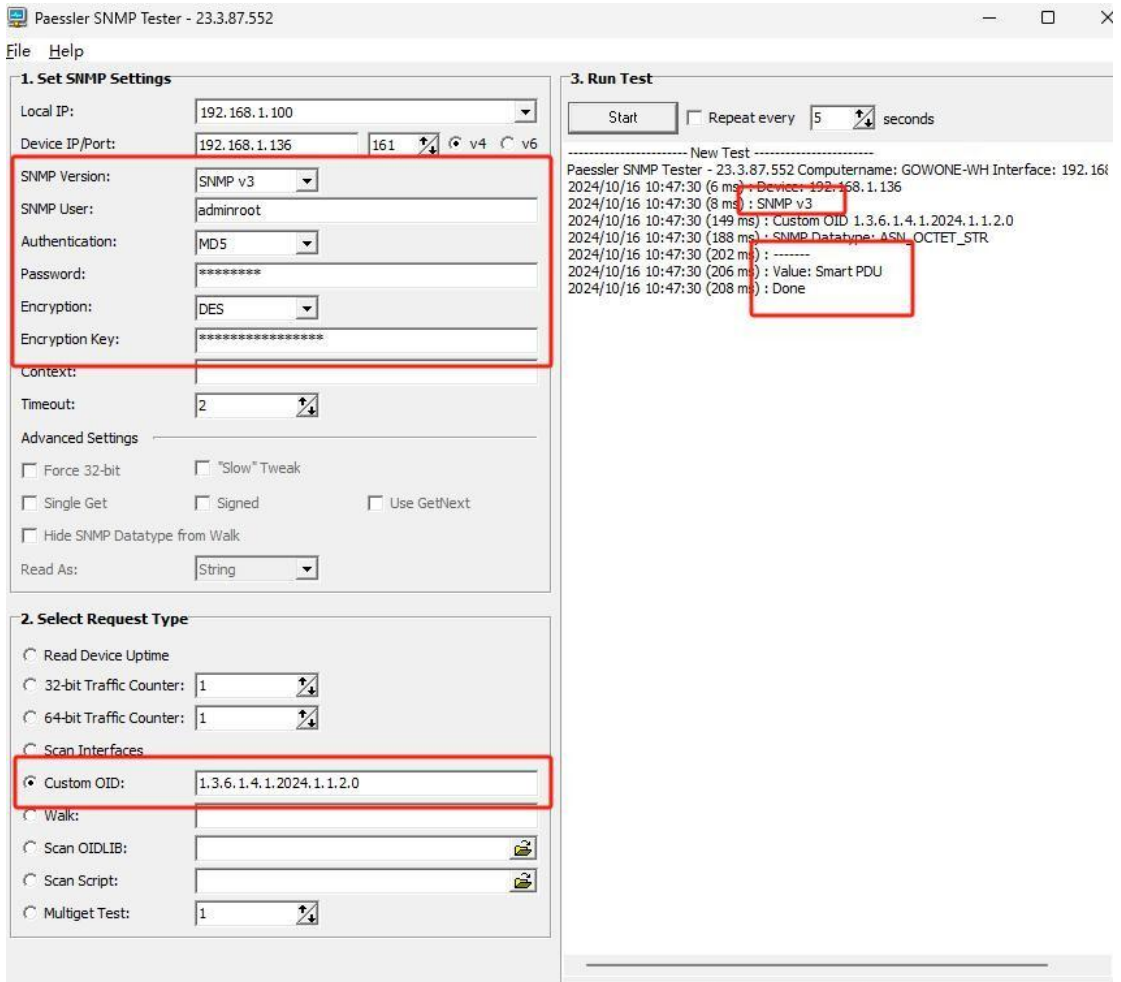 Paessler SNMP Tester - 23.3.87.552
File Help
1. Set SNMP Settings
Local IP: 192.168.1.100
Device IP/Port: 192.168.1.136 161 v4 v6
SNMP Version: SNMP v3
SNMP User: adminroot
Authentication: MD5
Password: ********
Encryption: DES
Encryption Key: ****************
Context:
Timeout: 2
Advanced Settings
Force 32-bit "Slow" Tweak
Single Get Signed Use GetNext
Hide SNMP Datatype from Walk
Read As: String
2. Select Request Type
Read Device Uptime
32-bit Traffic Counter: 1
64-bit Traffic Counter: 1
Scan Interfaces
Custom OID: 1.3.6.1.4.1.2024.1.1.2.0
Walk:
Scan OIDLIB:
Scan Script:
Multiget Test: 1
3. Run Test
Start Repeat every 5 seconds
----------------------- New Test -----------------------
Paessler SNMP Tester - 23.3.87.552 Computername: GOWONE-WH Interface: 192.168
2024/10/16 10:47:30 (6 ms) : Device: 192.168.1.136
2024/10/16 10:47:30 (8 ms) : SNMP v3
2024/10/16 10:47:30 (149 ms) : Custom OID 1.3.6.1.4.1.2024.1.1.2.0
2024/10/16 10:47:30 (188 ms) : SNMP Datatype: ASN_OCTET_STR
2024/10/16 10:47:30 (202 ms) : -------
2024/10/16 10:47:30 (206 ms) : Value: Smart PDU
2024/10/16 10:47:30 (208 ms) : Done